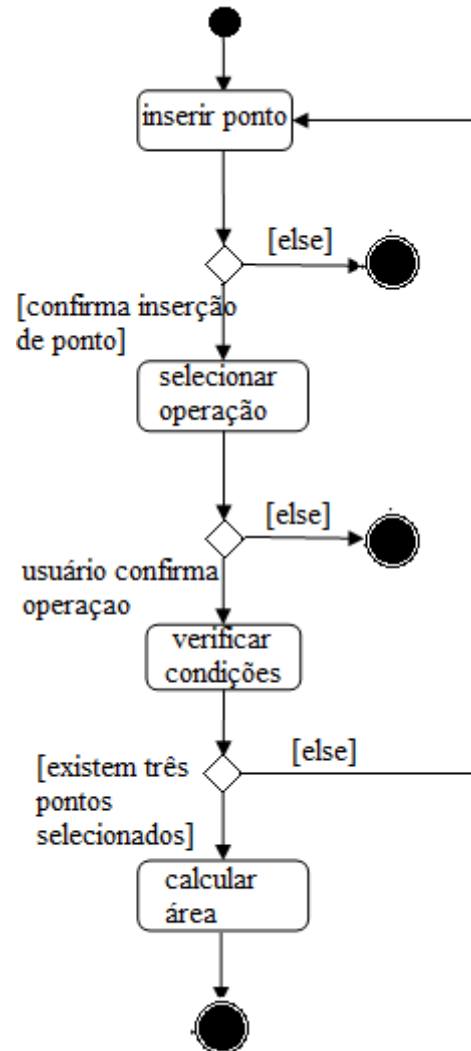 inserir ponto
[else]
[confirma inserção
de ponto]
selecionar
operação
[else]
usuário confirma
operaçao
verificar
condições
[else]
[existem três
pontos
selecionados]
calcular
área